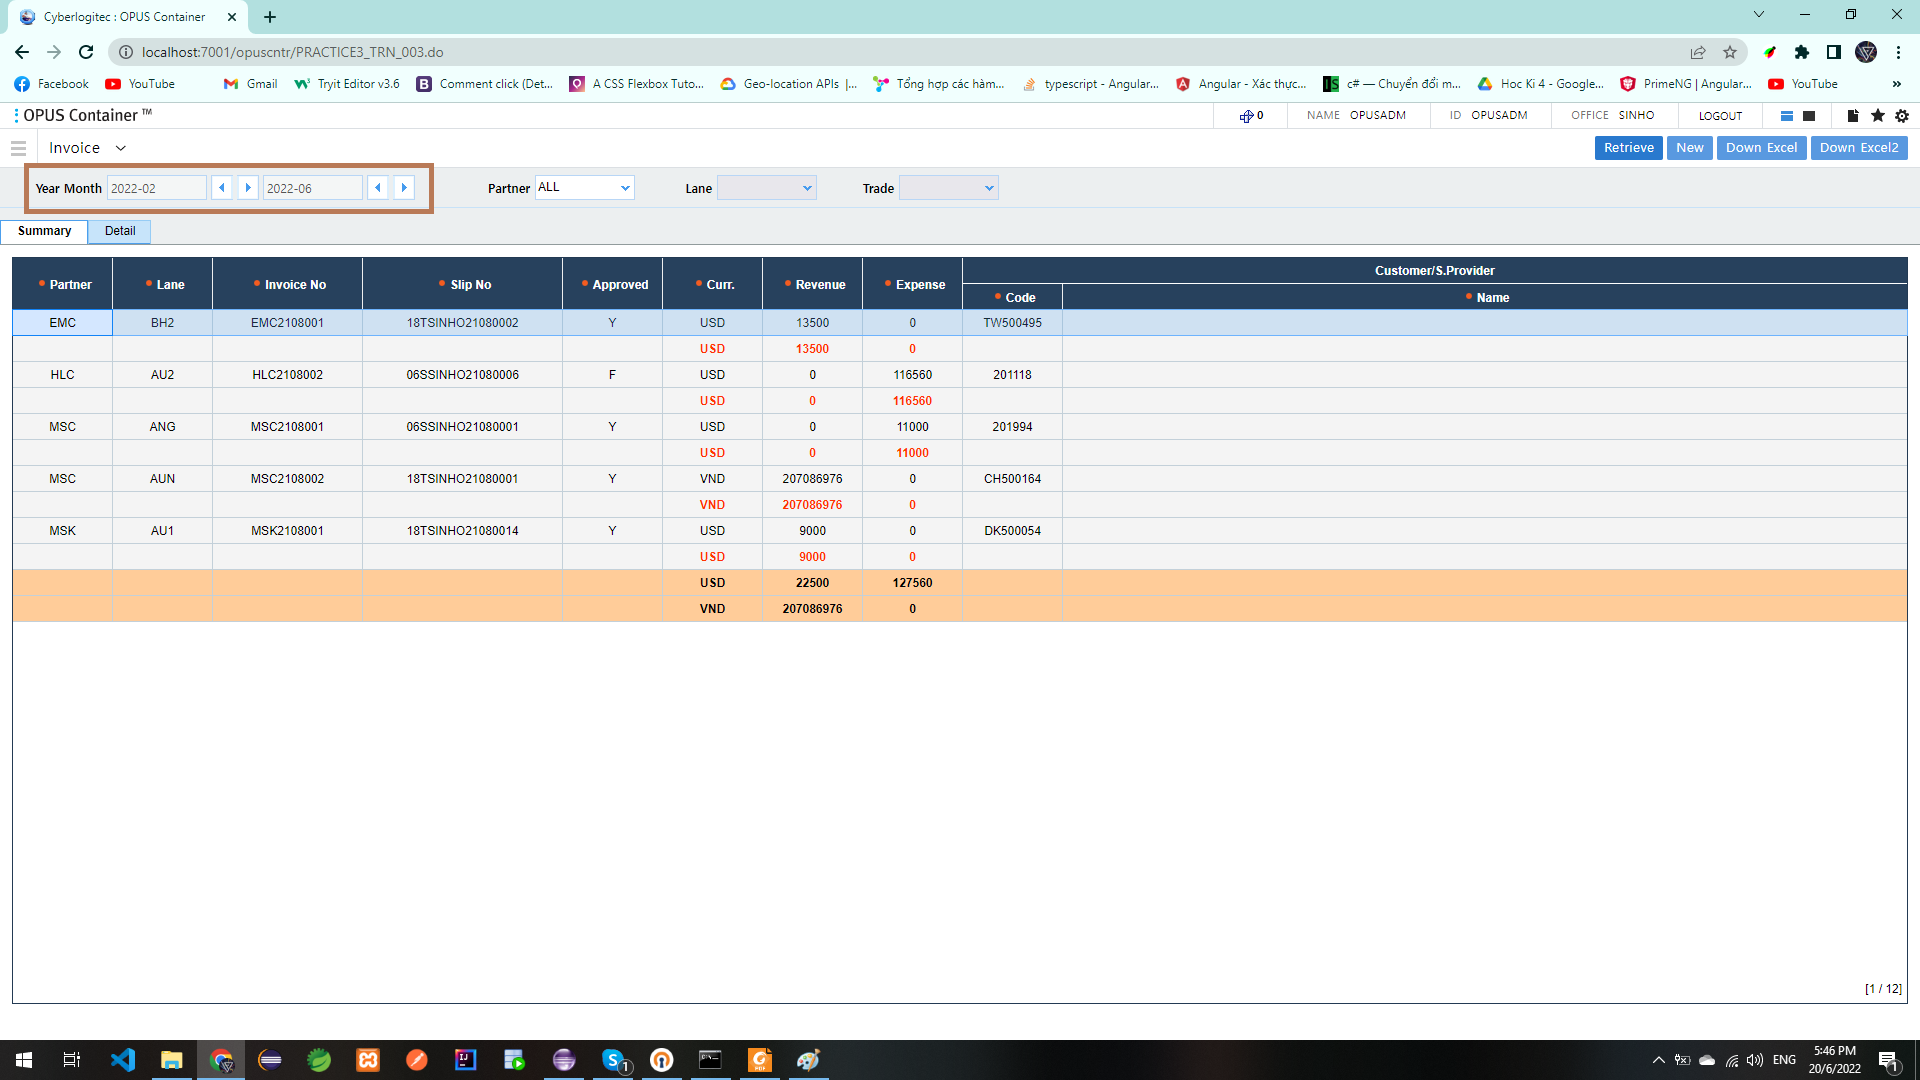 Cyberlogitec : OPUS Container
localhost:7001/opuscntr/PRACTICE3_TRN_003.do
Facebook YouTube Gmail Tryit Editor v3.6 Comment click (Det... A CSS Flexbox Tuto... Geo-location APIs |... Tổng hợp các hàm... typescript - Angular... Angular - Xác thực... c# — Chuyển đổi m... Hoc Ki 4 - Google... PrimeNG | Angular... YouTube »
OPUS Container ™ 0 NAME OPUSADM ID OPUSADM OFFICE SINHO LOGOUT
Invoice Retrieve New Down Excel Down Excel2
Year Month 2022-02 2022-06 Partner ALL Lane Trade
Summary Detail
Partner Lane Invoice No Slip No Approved Curr. Revenue Expense Customer/S.Provider
Code Name
EMC BH2 EMC2108001 18TSINHO21080002 Y USD 13500 0 TW500495
USD 13500 0
HLC AU2 HLC2108002 06SSINHO21080006 F USD 0 116560 201118
USD 0 116560
MSC ANG MSC2108001 06SSINHO21080001 Y USD 0 11000 201994
USD 0 11000
MSC AUN MSC2108002 18TSINHO21080001 Y VND 207086976 0 CH500164
VND 207086976 0
MSK AU1 MSK2108001 18TSINHO21080014 Y USD 9000 0 DK500054
USD 9000 0
USD 22500 127560
VND 207086976 0
[1 / 12]
ENG 5:46 PM
20/6/2022